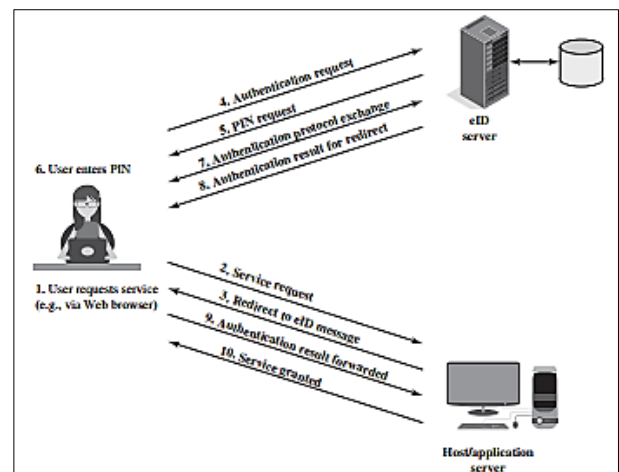 4. Authentication request
5. PIN request
7. Authentication protocol exchange
8. Authentication result for redirect
eID
server
6. User enters PIN
1. User requests service
(e.g., via Web browser)
2. Service request
3. Redirect to eID message
9. Authentication result forwarded
10. Service granted
Host/application
server